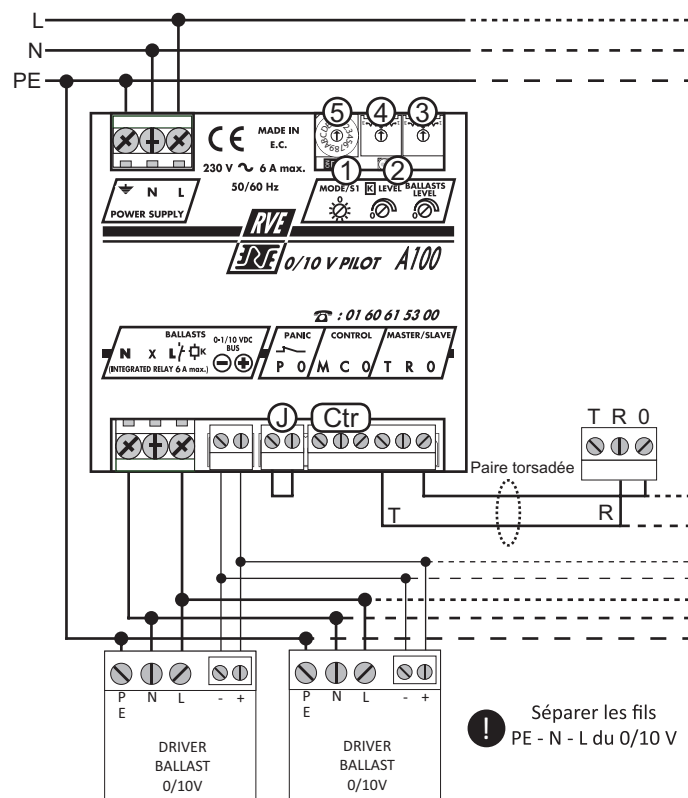 L
N
PE
5 4 3
MADE IN
E.C.
CE
230 V ∿ 6 A max.
50/60 Hz
1 2
MODE/S1 K LEVEL BALLASTS
LEVEL
N L
POWER SUPPLY
RVE
0/10 V PILOT A100
☎ : 01 60 61 53 00
BALLASTS
N X L K
(INTEGRATED RELAY 6 A max.)
0-1/10 VDC
BUS
- +
PANIC
P 0
CONTROL
M C 0
MASTER/SLAVE
T R 0
J Ctr
T R 0
Paire torsadée
T R
P N L - +
E
DRIVER
BALLAST
0/10V
P N L - +
E
DRIVER
BALLAST
0/10V
! Séparer les fils
PE - N - L du 0/10 V